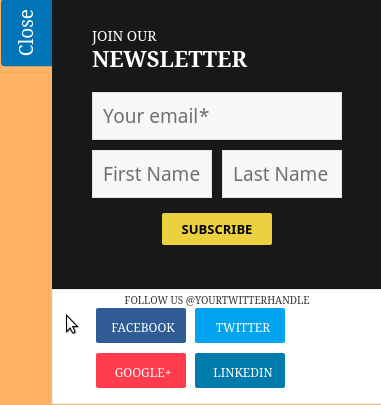 Close
JOIN OUR
NEWSLETTER
Your email*
First Name
Last Name
SUBSCRIBE
FOLLOW US @YOURTWITTERHANDLE
FACEBOOK
TWITTER
GOOGLE+
LINKEDIN